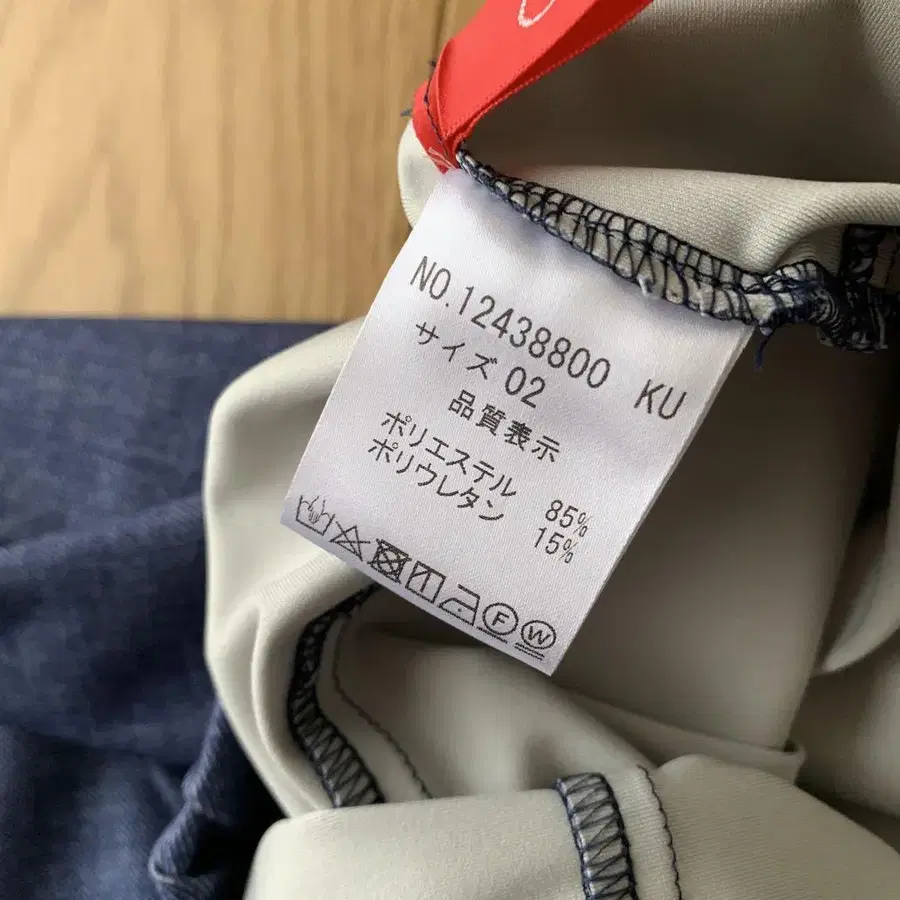 NO.12438800 KU
サイズ 02
品質表示
ポリエステル 85%
ポリウレタン 15%
F W